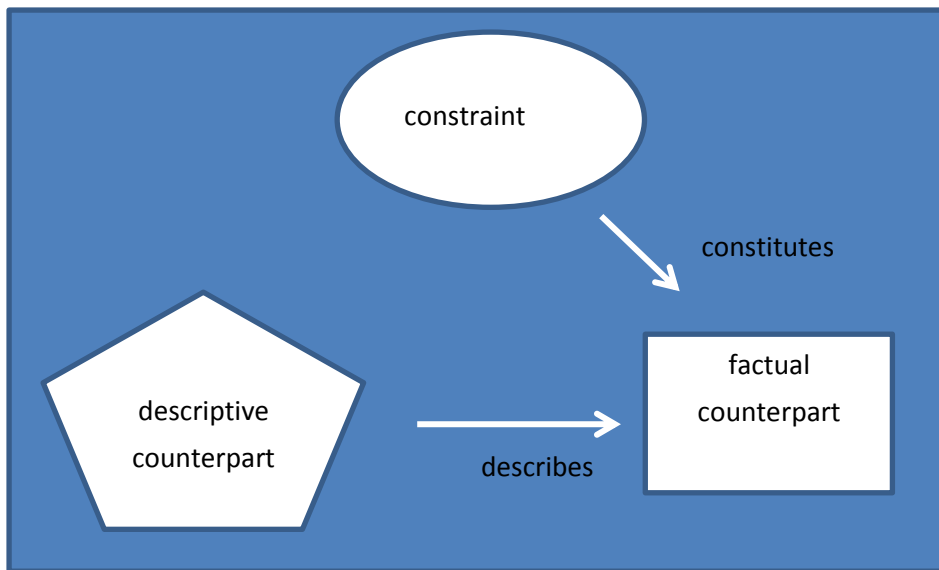 constraint
constitutes
factual
counterpart
descriptive
counterpart
describes